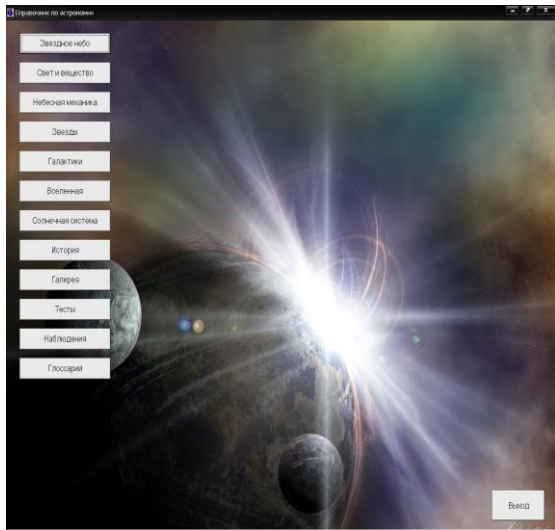 Справочник по астрономии
Звездное небо
Свет и вещество
Небесная механика
Звезды
Галактики
Вселенная
Солнечная система
История
Галерея
Тесты
Наблюдения
Глоссарий
Выход